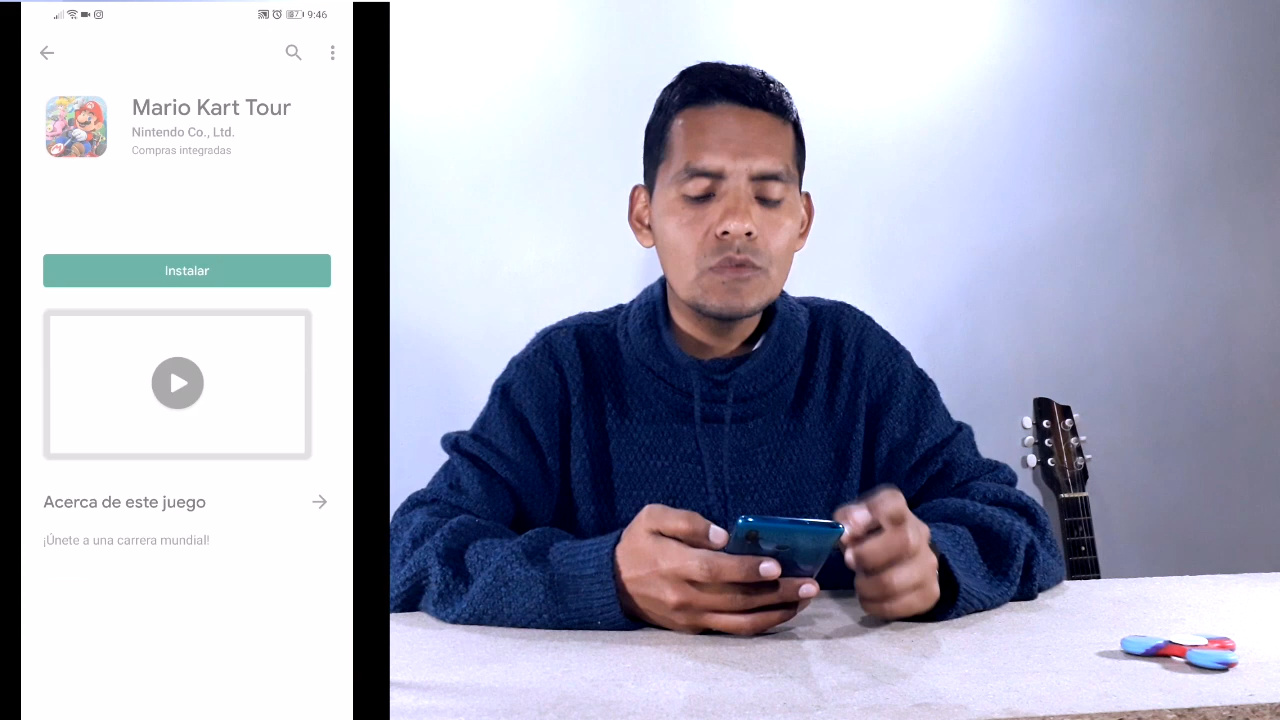 9:46
Mario Kart Tour
Nintendo Co., Ltd.
Compras integradas
Instalar
Acerca de este juego
¡Únete a una carrera mundial!